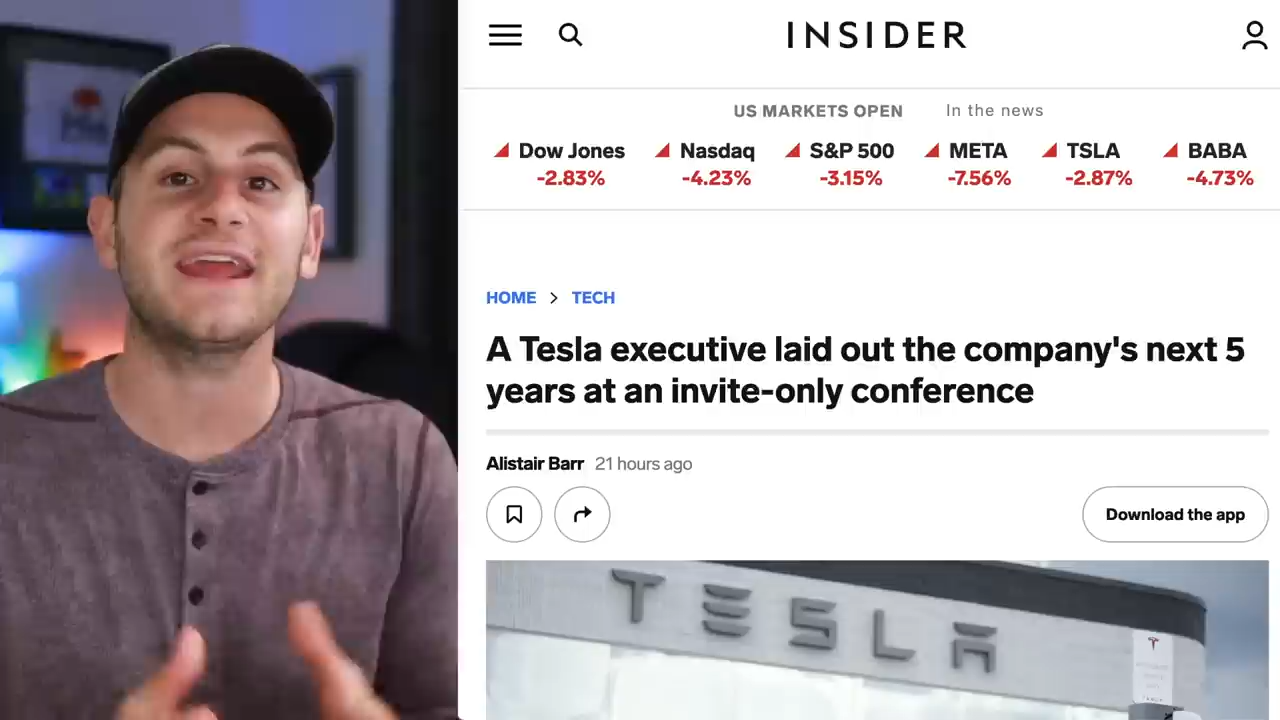 INSIDER
US MARKETS OPEN In the news
Dow Jones Nasdaq S&P 500 META TSLA BABA
-2.83% -4.23% -3.15% -7.56% -2.87% -4.73%
HOME > TECH
A Tesla executive laid out the company's next 5
years at an invite-only conference
Alistair Barr 21 hours ago
Download the app
TESLA